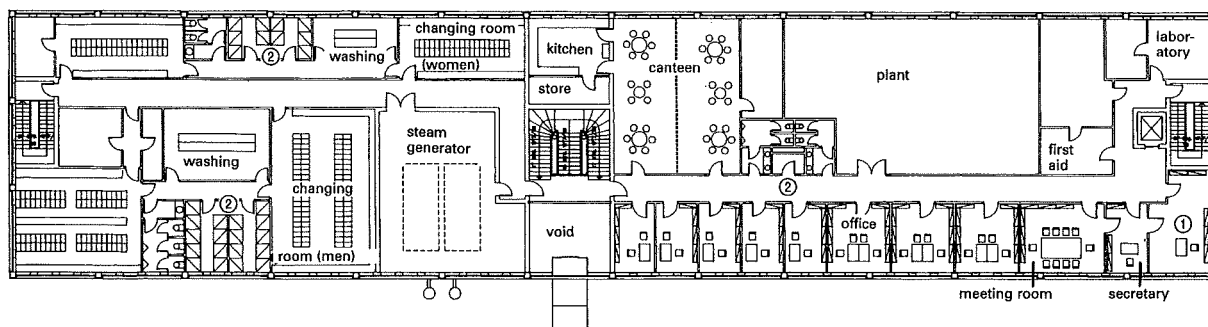 changing room
(women)
②
washing
kitchen
store
canteen
plant
labor-
atory
first
aid
steam
generator
washing
changing
room (men)
②
②
void
office
①
meeting room
secretary